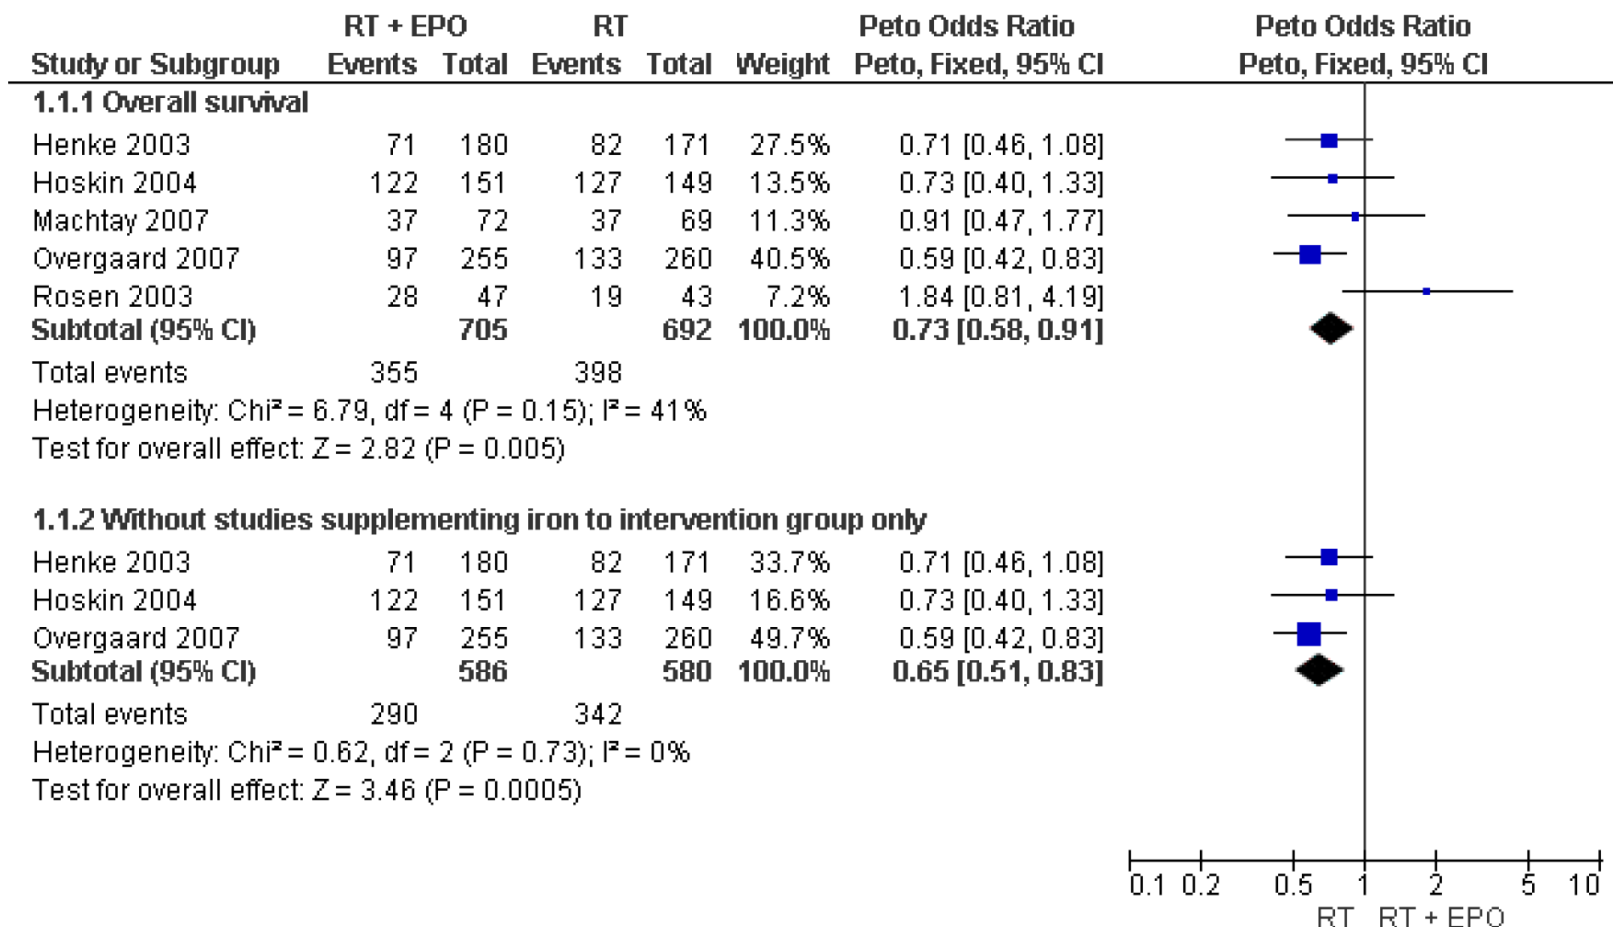 RT + EPO RT Peto Odds Ratio Peto Odds Ratio
Study or Subgroup Events Total Events Total Weight Peto, Fixed, 95% CI Peto, Fixed, 95% CI
1.1.1 Overall survival
Henke 2003 71 180 82 171 27.5% 0.71 [0.46, 1.08]
Hoskin 2004 122 151 127 149 13.5% 0.73 [0.40, 1.33]
Machtay 2007 37 72 37 69 11.3% 0.91 [0.47, 1.77]
Overgaard 2007 97 255 133 260 40.5% 0.59 [0.42, 0.83]
Rosen 2003 28 47 19 43 7.2% 1.84 [0.81, 4.19]
Subtotal (95% CI) 705 692 100.0% 0.73 [0.58, 0.91]
Total events 355 398
Heterogeneity: Chi² = 6.79, df = 4 (P = 0.15); I² = 41%
Test for overall effect: Z = 2.82 (P = 0.005)
1.1.2 Without studies supplementing iron to intervention group only
Henke 2003 71 180 82 171 33.7% 0.71 [0.46, 1.08]
Hoskin 2004 122 151 127 149 16.6% 0.73 [0.40, 1.33]
Overgaard 2007 97 255 133 260 49.7% 0.59 [0.42, 0.83]
Subtotal (95% CI) 586 580 100.0% 0.65 [0.51, 0.83]
Total events 290 342
Heterogeneity: Chi² = 0.62, df = 2 (P = 0.73); I² = 0%
Test for overall effect: Z = 3.46 (P = 0.0005)
0.1 0.2 0.5 1 2 5 10
RT RT + EPO